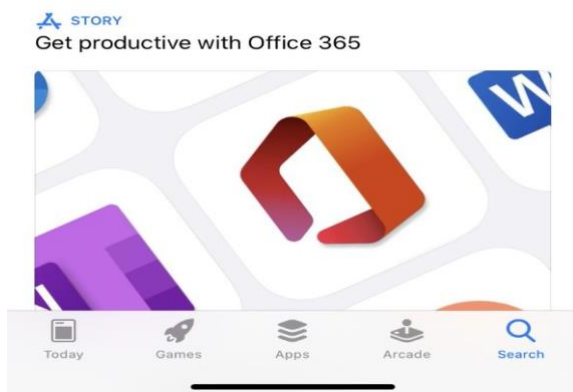 STORY
Get productive with Office 365
W
Today Games Apps Arcade Search